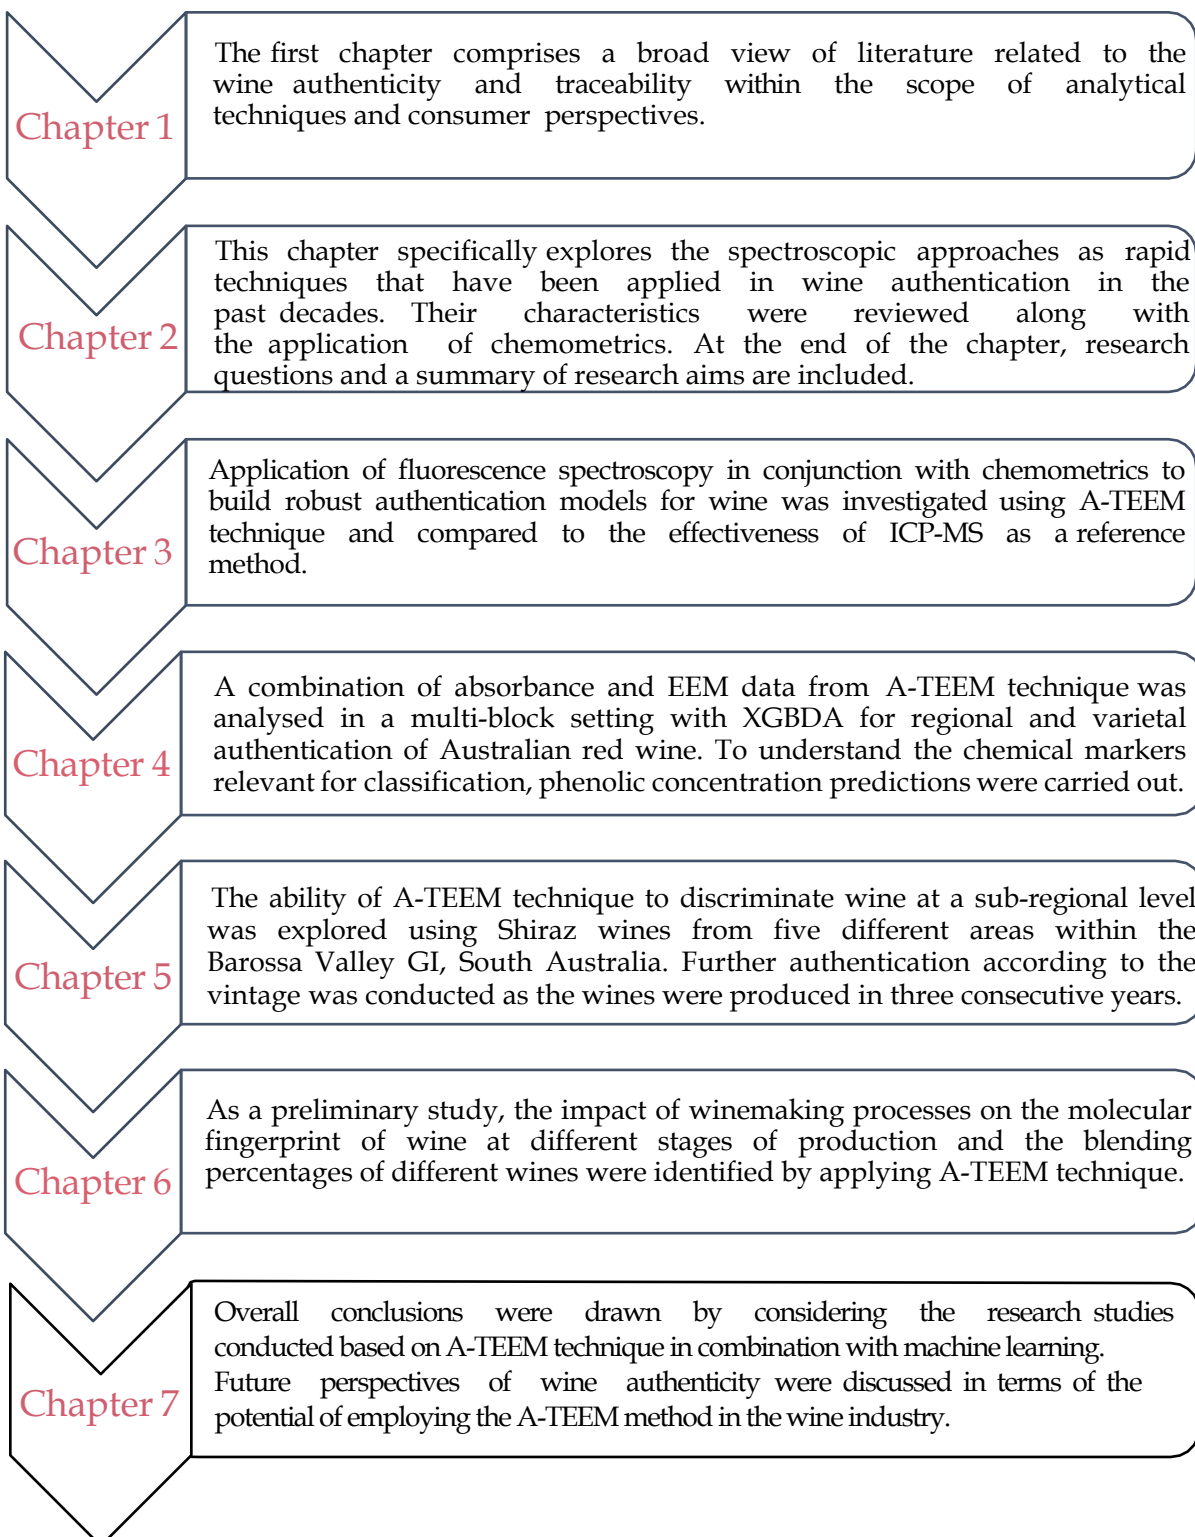 The first chapter comprises a broad view of literature related to the
wine authenticity and traceability within the scope of analytical
techniques and consumer perspectives.
Chapter 1
This chapter specifically explores the spectroscopic approaches as rapid
techniques that have been applied in wine authentication in the
past decades. Their characteristics were reviewed along with
the application of chemometrics. At the end of the chapter, research
questions and a summary of research aims are included.
Chapter 2
Application of fluorescence spectroscopy in conjunction with chemometrics to
build robust authentication models for wine was investigated using A-TEEM
technique and compared to the effectiveness of ICP-MS as a reference
method.
Chapter 3
A combination of absorbance and EEM data from A-TEEM technique was
analysed in a multi-block setting with XGBDA for regional and varietal
authentication of Australian red wine. To understand the chemical markers
relevant for classification, phenolic concentration predictions were carried out.
Chapter 4
The ability of A-TEEM technique to discriminate wine at a sub-regional level
was explored using Shiraz wines from five different areas within the
Barossa Valley GI, South Australia. Further authentication according to the
vintage was conducted as the wines were produced in three consecutive years.
Chapter 5
As a preliminary study, the impact of winemaking processes on the molecular
fingerprint of wine at different stages of production and the blending
percentages of different wines were identified by applying A-TEEM technique.
Chapter 6
Overall conclusions were drawn by considering the research studies
conducted based on A-TEEM technique in combination with machine learning.
Future perspectives of wine authenticity were discussed in terms of the
potential of employing the A-TEEM method in the wine industry.
Chapter 7